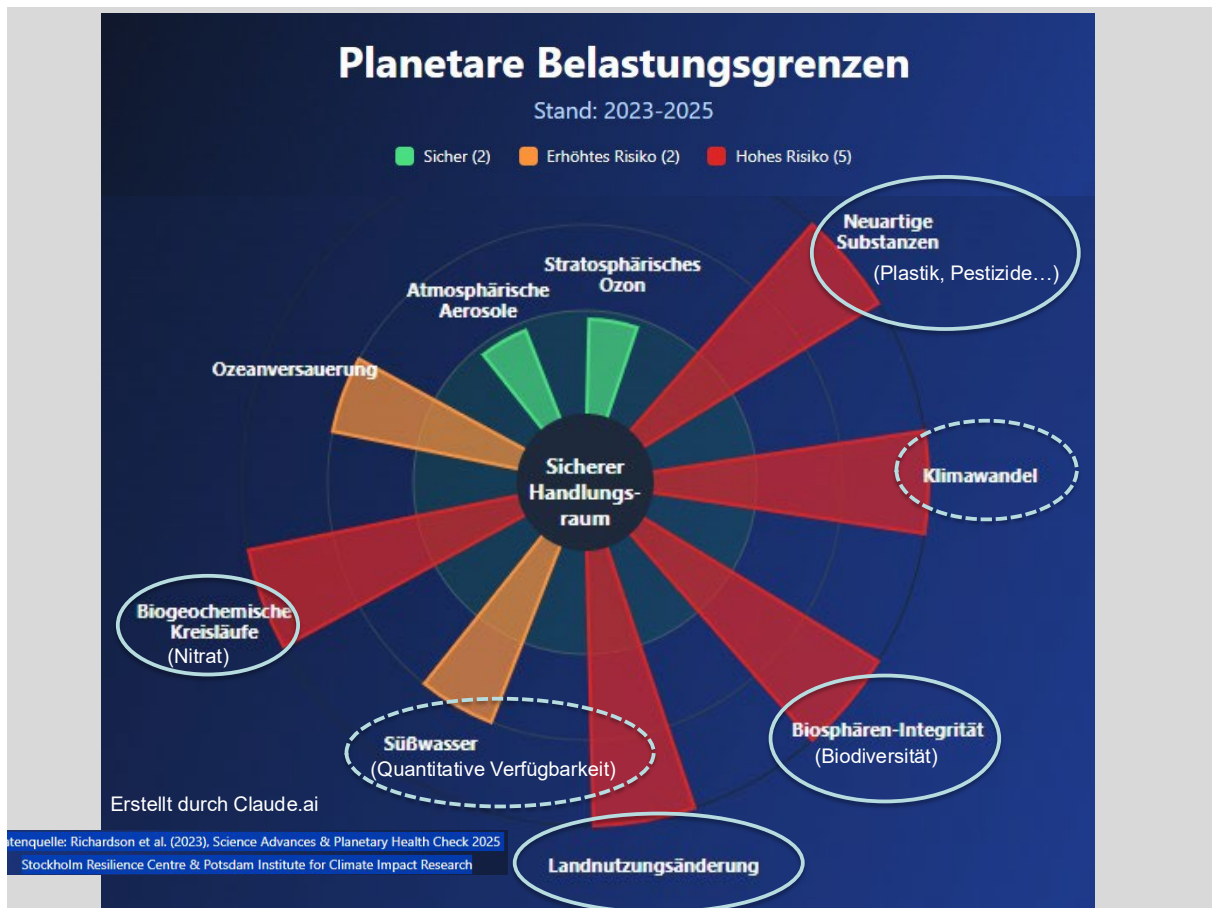 Planetare Belastungsgrenzen
Stand: 2023-2025
Sicher (2)
Erhöhtes Risiko (2)
Hohes Risiko (5)
Neuartige
Substanzen
(Plastik, Pestizide…)
Stratosphärisches
Ozon
Atmosphärische
Aerosole
Ozeanversauerung
Sicherer
Handlungs-
raum
Klimawandel
Biogeochemische
Kreisläufe
(Nitrat)
Süßwasser
(Quantitative Verfügbarkeit)
Biosphären-Integrität
(Biodiversität)
Landnutzungsänderung
Erstellt durch Claude.ai
atenquelle: Richardson et al. (2023), Science Advances & Planetary Health Check 2025
Stockholm Resilience Centre & Potsdam Institute for Climate Impact Research